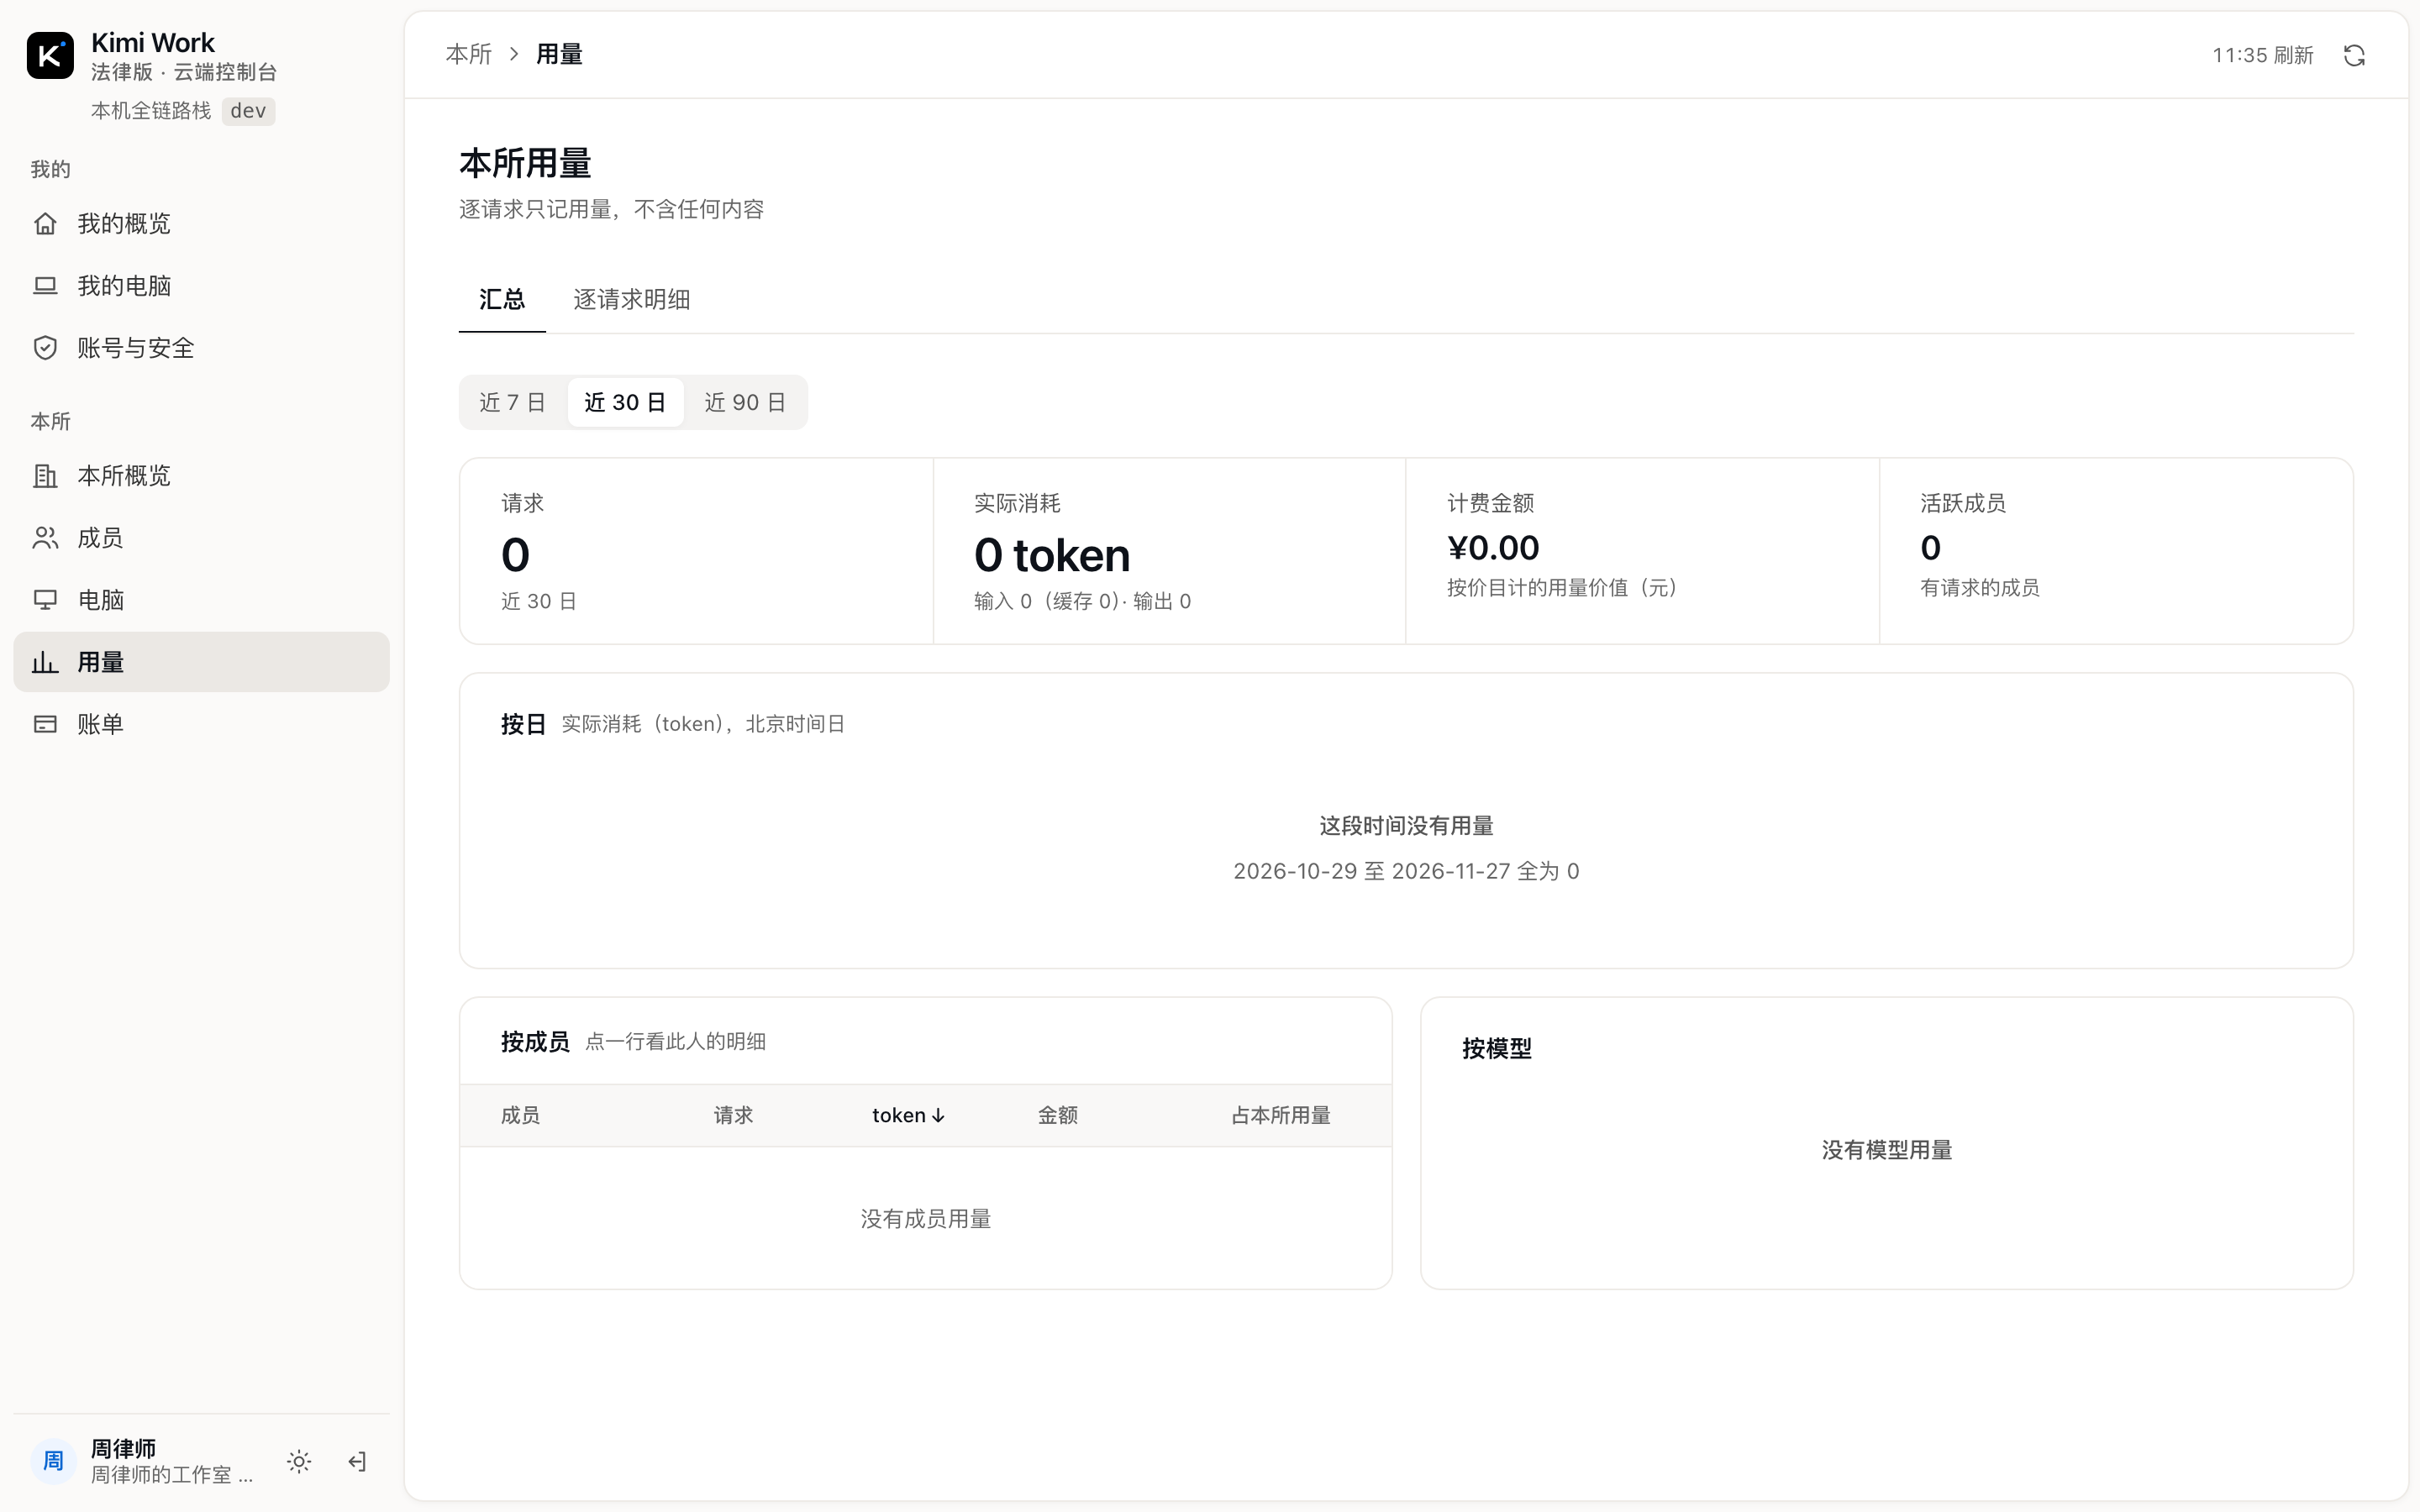 Kimi Work
法律版 · 云端控制台
本机全链路栈 dev
我的
我的概览
我的电脑
账号与安全
本所
本所概览
成员
电脑
用量
账单
周
周律师
周律师的工作室 ...
本所 > 用量
11:35 刷新
本所用量
逐请求只记用量，不含任何内容
汇总 逐请求明细
近 7 日 近 30 日 近 90 日
请求
0
近 30 日
实际消耗
0 token
输入 0（缓存 0）· 输出 0
计费金额
¥0.00
按价目计的用量价值（元）
活跃成员
0
有请求的成员
按日 实际消耗（token），北京时间日
这段时间没有用量
2026-10-29 至 2026-11-27 全为 0
按成员 点一行看此人的明细
成员 请求 token ↓ 金额 占本所用量
没有成员用量
按模型
没有模型用量